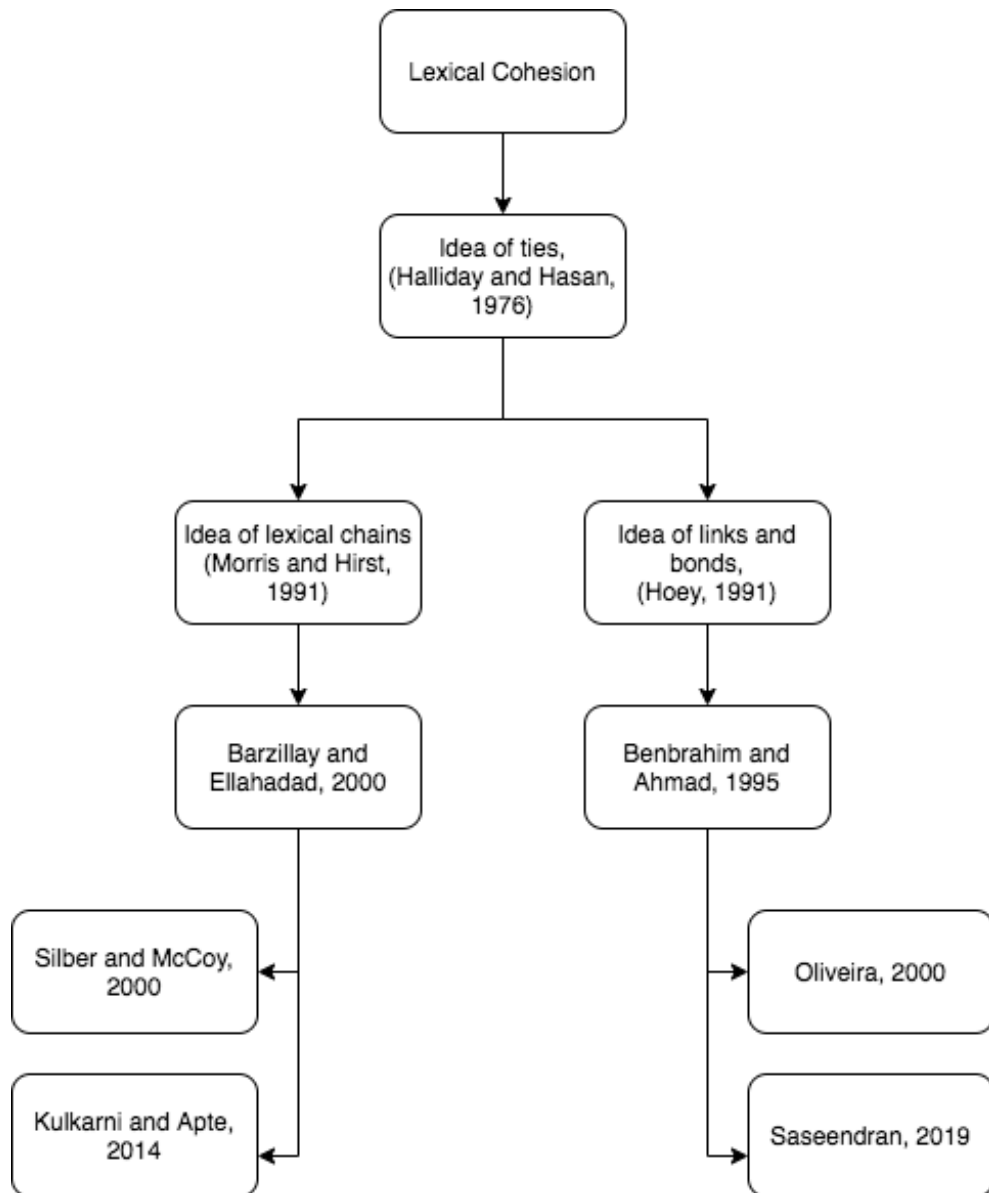 Lexical Cohesion
Idea of ties,
(Halliday and Hasan,
1976)
Idea of lexical chains
(Morris and Hirst,
1991)
Idea of links and
bonds,
(Hoey, 1991)
Barzillay and
Ellahadad, 2000
Benbrahim and
Ahmad, 1995
Silber and McCoy,
2000
Oliveira, 2000
Kulkarni and Apte,
2014
Saseendran, 2019